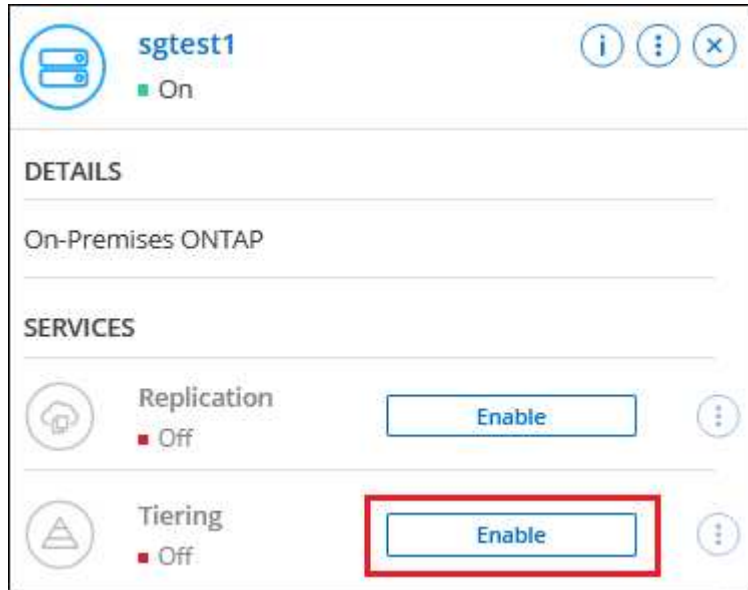 sgtest1
On
DETAILS
On-Premises ONTAP
SERVICES
Replication
Enable
Off
Tiering
Enable
Off